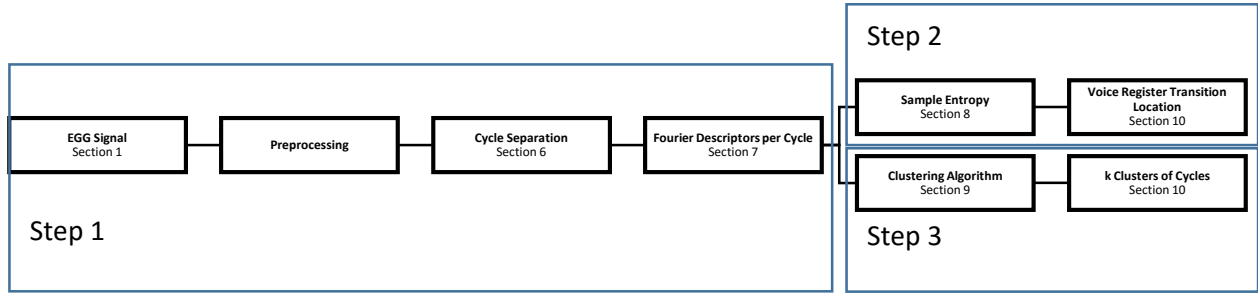 EGG Signal
Section 1
Preprocessing
Cycle Separation
Section 6
Fourier Descriptors per Cycle
Section 7
Step 1
Step 2
Sample Entropy
Section 8
Voice Register Transition
Location
Section 10
Clustering Algorithm
Section 9
k Clusters of Cycles
Section 10
Step 3